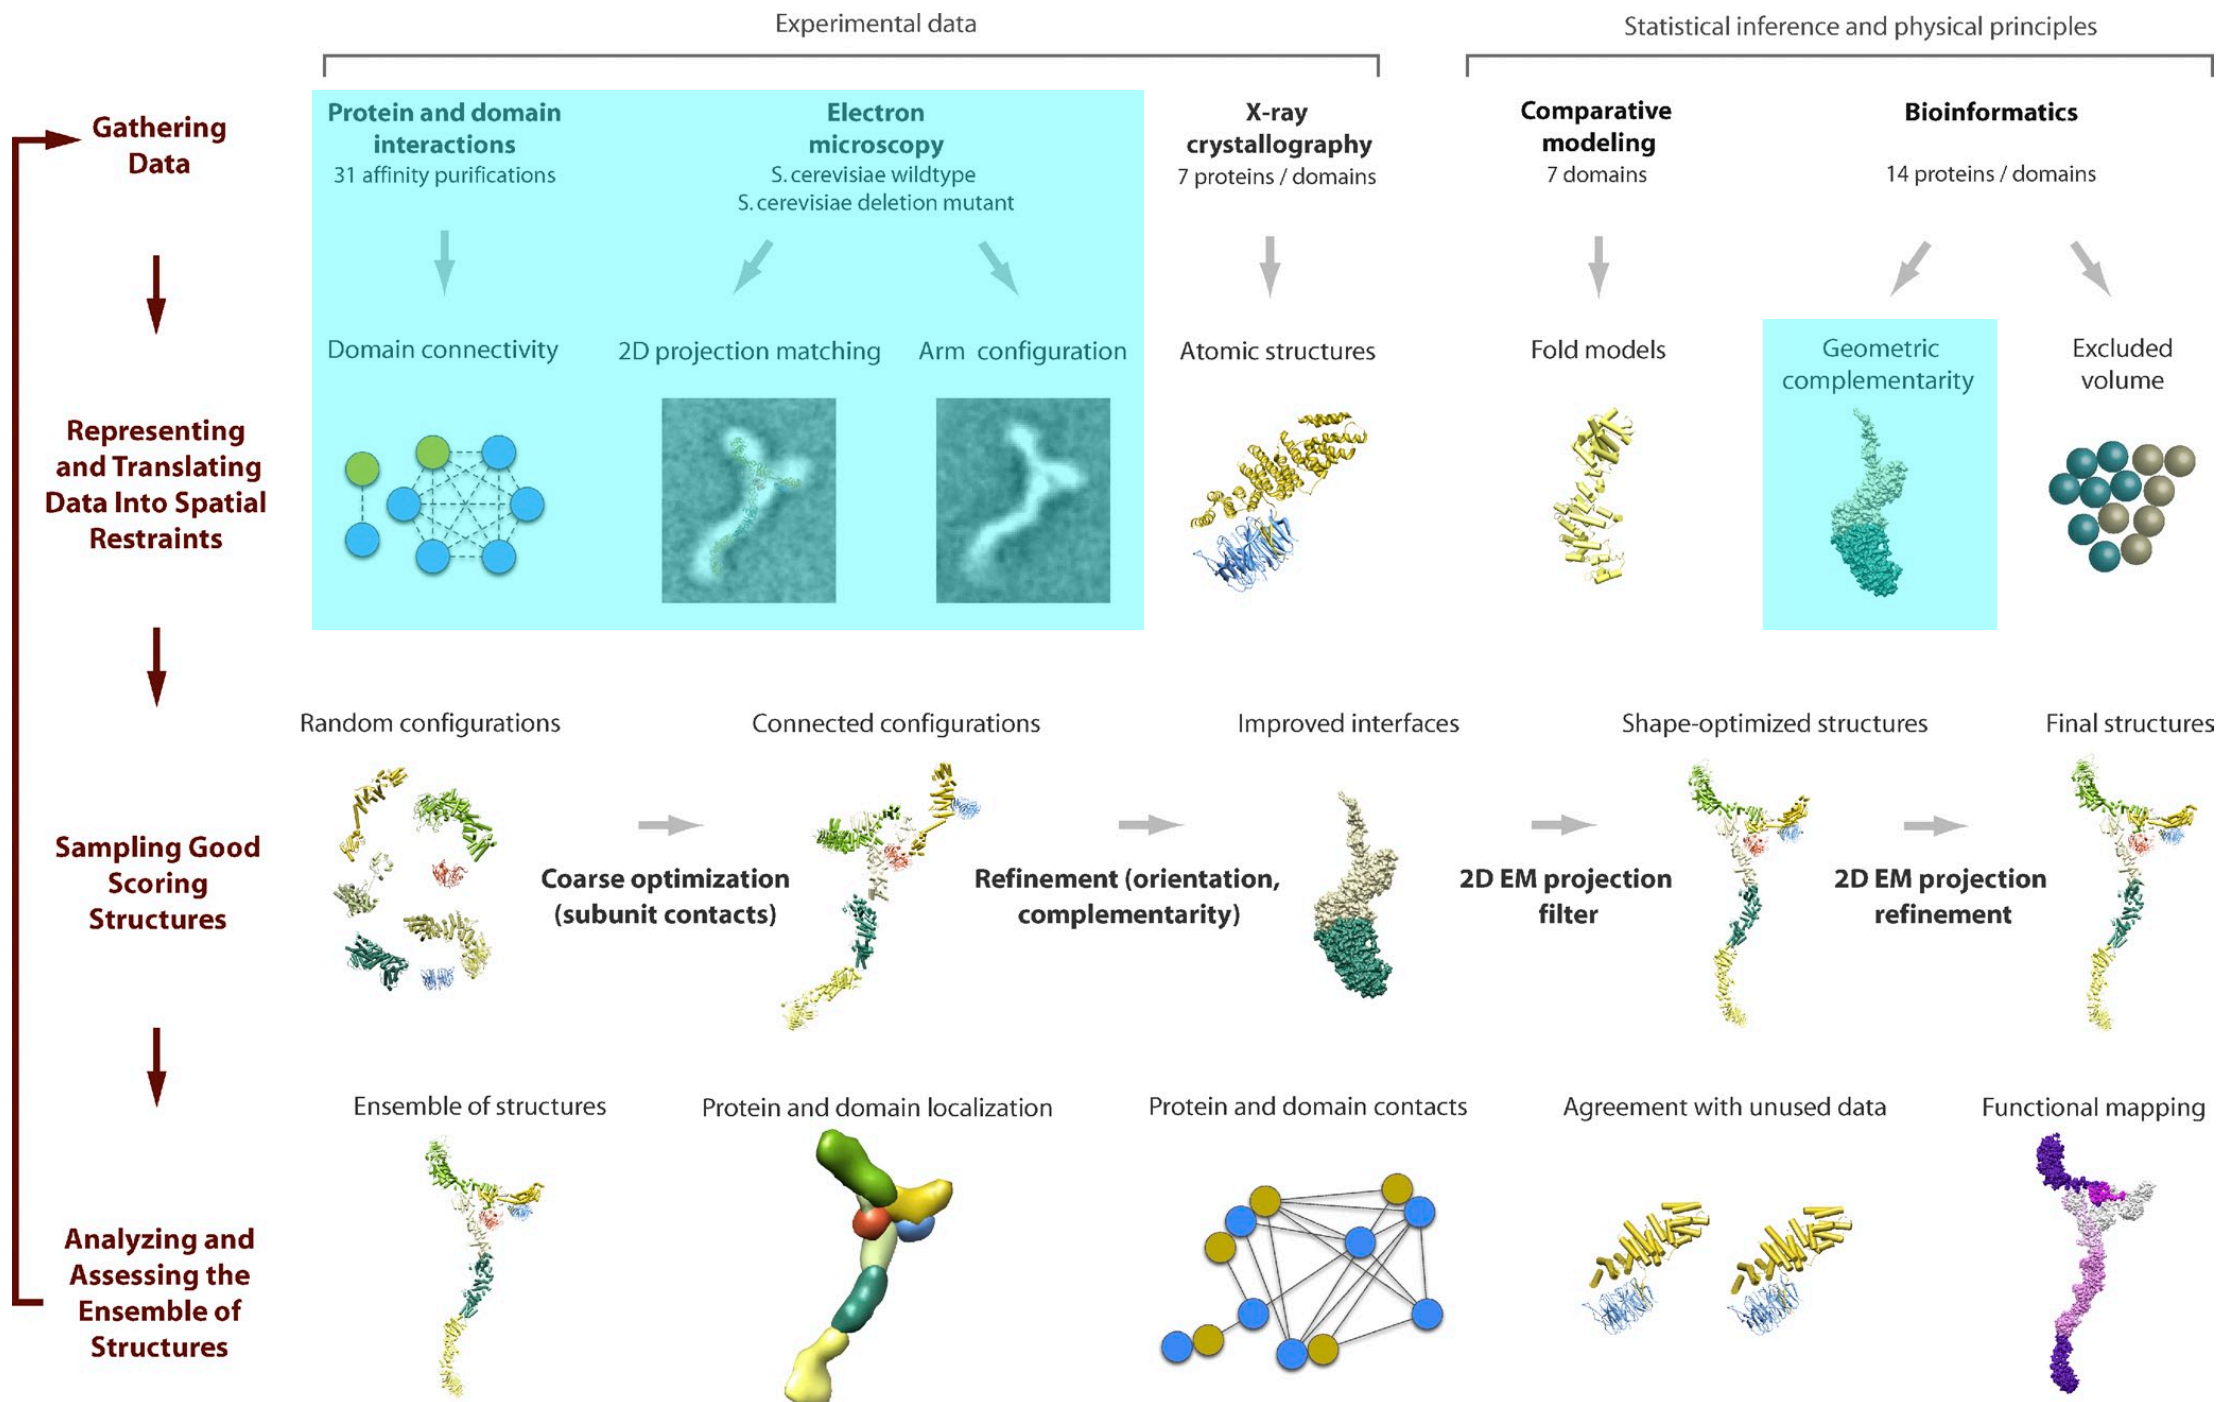 Experimental data
Statistical inference and physical principles
Gathering
Data
Protein and domain
interactions
31 affinity purifications
Electron
microscopy
S. cerevisiae wildtype
S. cerevisiae deletion mutant
X-ray
crystallography
7 proteins / domains
Comparative
modeling
7 domains
Bioinformatics
14 proteins / domains
Representing
and Translating
Data Into Spatial
Restraints
Domain connectivity
2D projection matching
Arm configuration
Atomic structures
Fold models
Geometric
complementarity
Excluded
volume
Sampling Good
Scoring
Structures
Random configurations
Coarse optimization
(subunit contacts)
Connected configurations
Refinement (orientation,
complementarity)
Improved interfaces
2D EM projection
filter
Shape-optimized structures
2D EM projection
refinement
Final structures
Analyzing and
Assessing the
Ensemble of
Structures
Ensemble of structures
Protein and domain localization
Protein and domain contacts
Agreement with unused data
Functional mapping